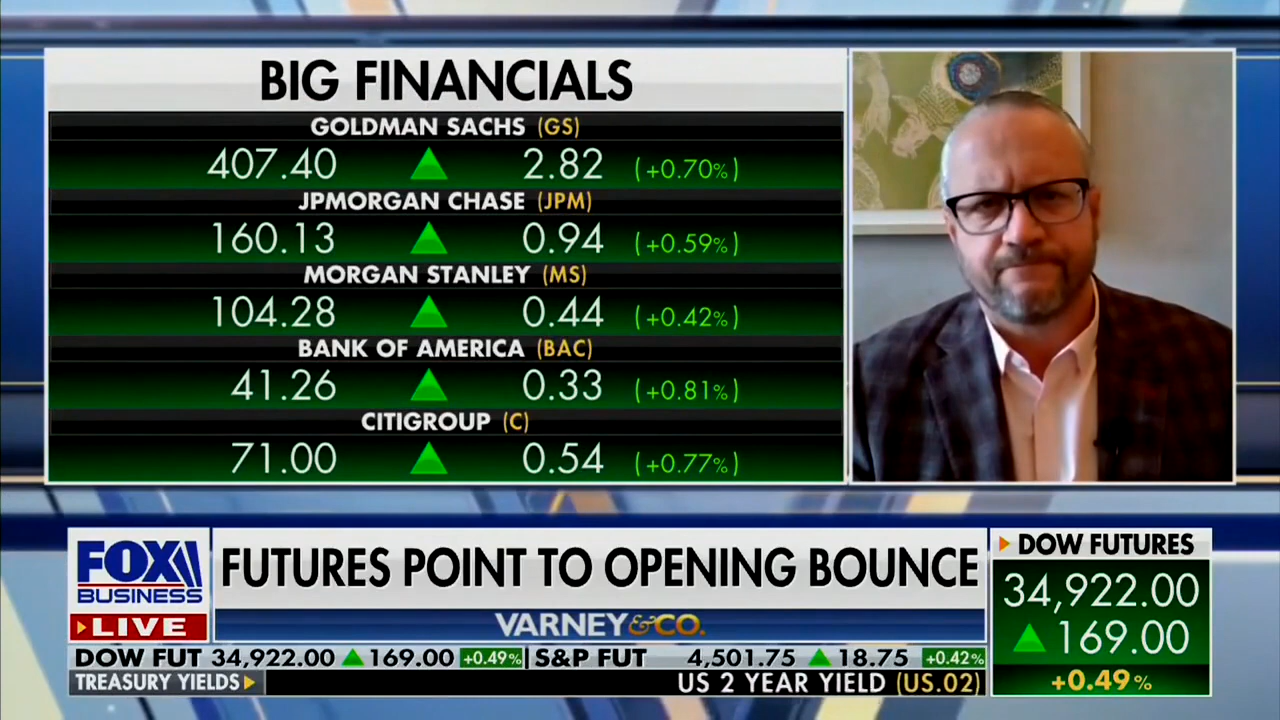 BIG FINANCIALS
GOLDMAN SACHS (GS)
407.40 ▲ 2.82 (+0.70%)
JPMORGAN CHASE (JPM)
160.13 ▲ 0.94 (+0.59%)
MORGAN STANLEY (MS)
104.28 ▲ 0.44 (+0.42%)
BANK OF AMERICA (BAC)
41.26 ▲ 0.33 (+0.81%)
CITIGROUP (C)
71.00 ▲ 0.54 (+0.77%)
FOX
BUSINESS
LIVE
FUTURES POINT TO OPENING BOUNCE
VARNEY & CO.
DOW FUTURES
34,922.00
▲ 169.00
+0.49%
DOW FUT 34,922.00 ▲ 169.00 +0.49% S&P FUT 4,501.75 ▲ 18.75 +0.42%
TREASURY YIELDS US 2 YEAR YIELD (US.02)